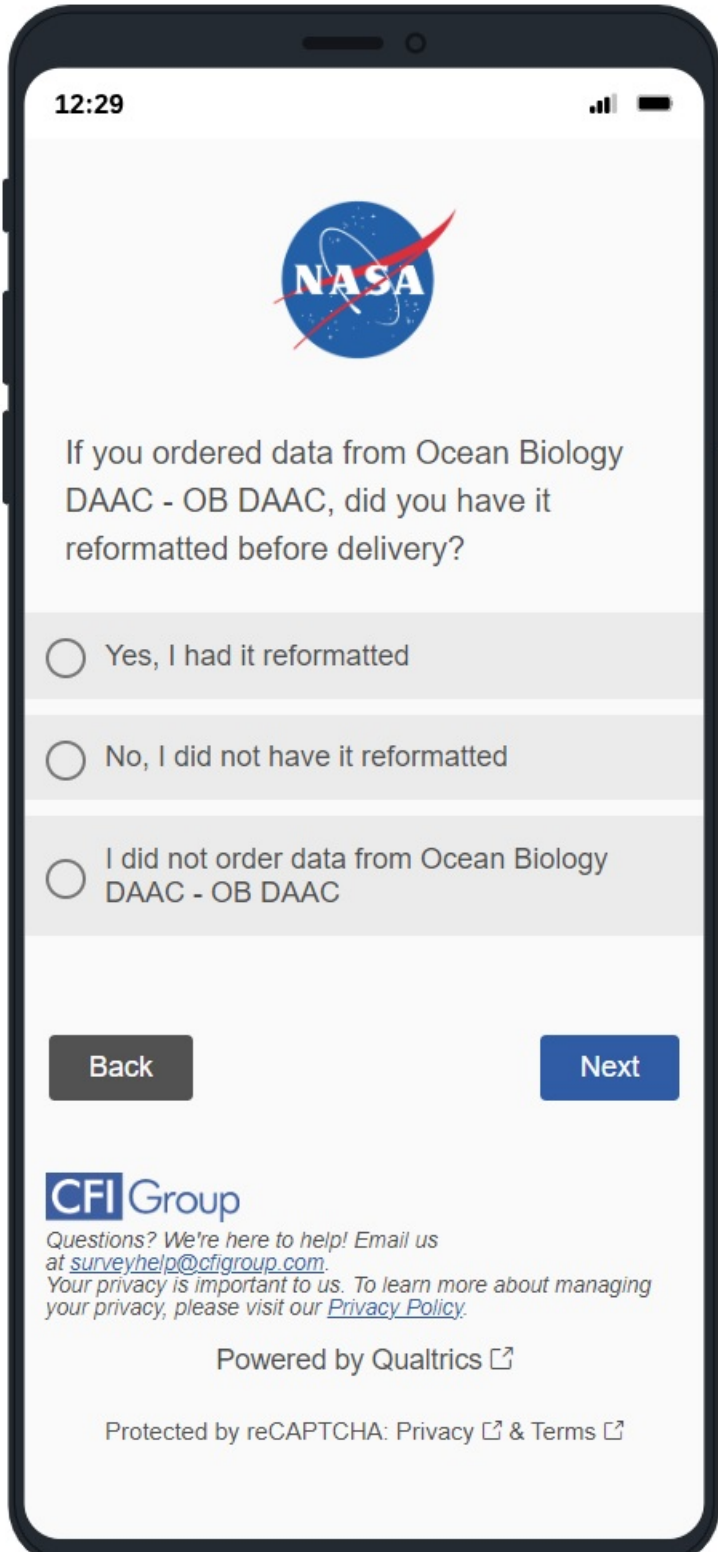 12:29
NASA
If you ordered data from Ocean Biology
DAAC - OB DAAC, did you have it
reformatted before delivery?
Yes, I had it reformatted
No, I did not have it reformatted
I did not order data from Ocean Biology
DAAC - OB DAAC
Back
Next
CFI Group
Questions? We're here to help! Email us
at surveyhelp@cfigroup.com.
Your privacy is important to us. To learn more about managing
your privacy, please visit our Privacy Policy.
Powered by Qualtrics
Protected by reCAPTCHA: Privacy & Terms